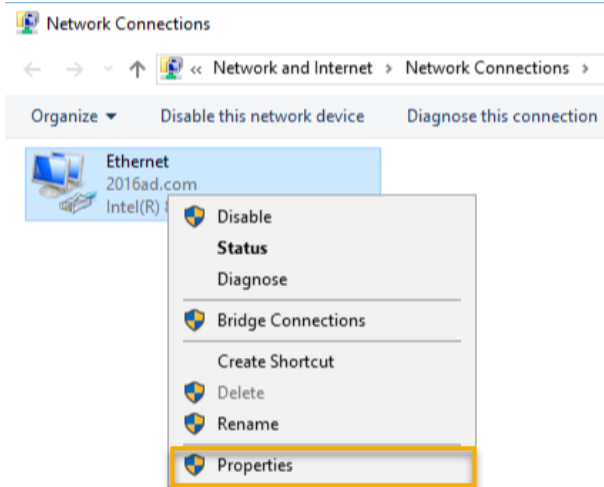 Network Connections
« Network and Internet > Network Connections >
Organize Disable this network device Diagnose this connection
Ethernet
2016ad.com
Intel(R)
Disable
Status
Diagnose
Bridge Connections
Create Shortcut
Delete
Rename
Properties